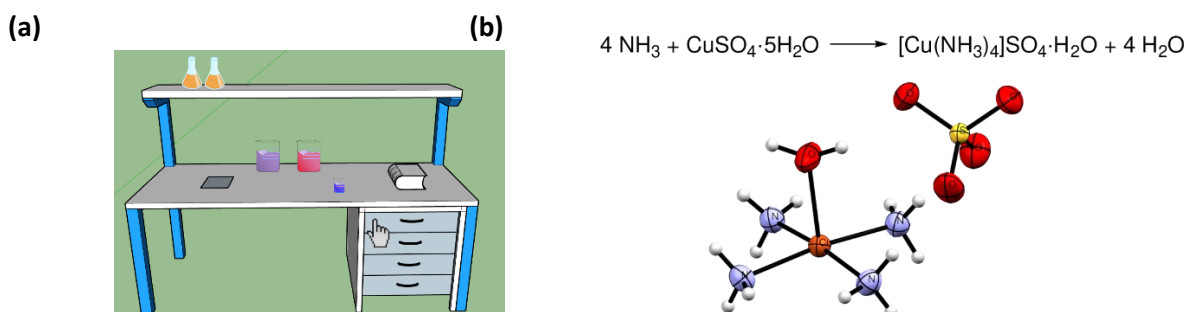 (a)
(b)
4 NH₃ + CuSO₄·5H₂O ⟶ [Cu(NH₃)₄]SO₄·H₂O + 4 H₂O
O
O
S
O
O
N
N
N
N